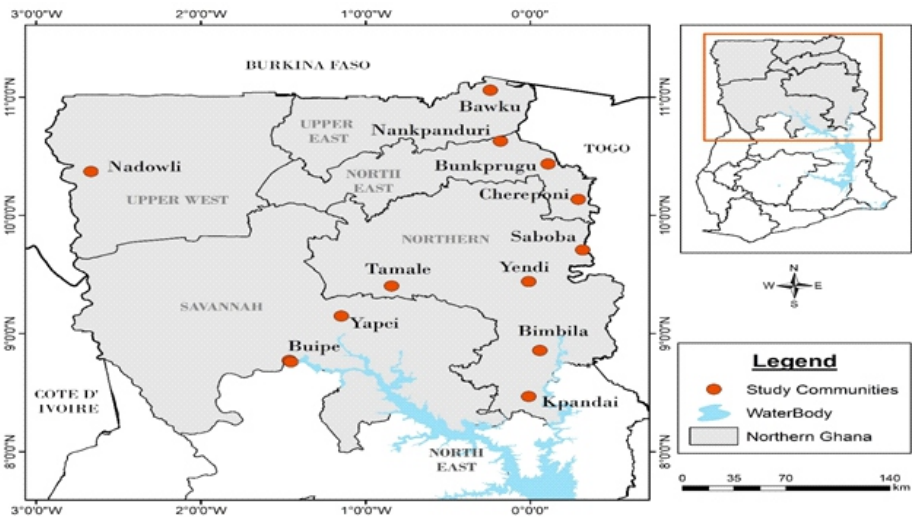 3°0'0"W 2°0'0"W 1°0'0"W 0°0'0"
BURKINA FASO
11°0'0"N
11°0'0"N
Bawku
UPPER
EAST
Nankpanduri
TOGO
Nadowli
Bunkprugu
NORTH
EAST
UPPER WEST
Chereponi
10°0'0"N
10°0'0"N
NORTHERN
Saboba
Tamale
Yendi
SAVANNAH
Yapei
Bimbila
9°0'0"N
9°0'0"N
Buipe
COTE D'
IVOIRE
Kpandai
NORTH
EAST
8°0'0"N
8°0'0"N
3°0'0"W 2°0'0"W 1°0'0"W 0°0'0"
N
W E
S
Legend
Study Communities
WaterBody
Northern Ghana
0 35 70 140
km